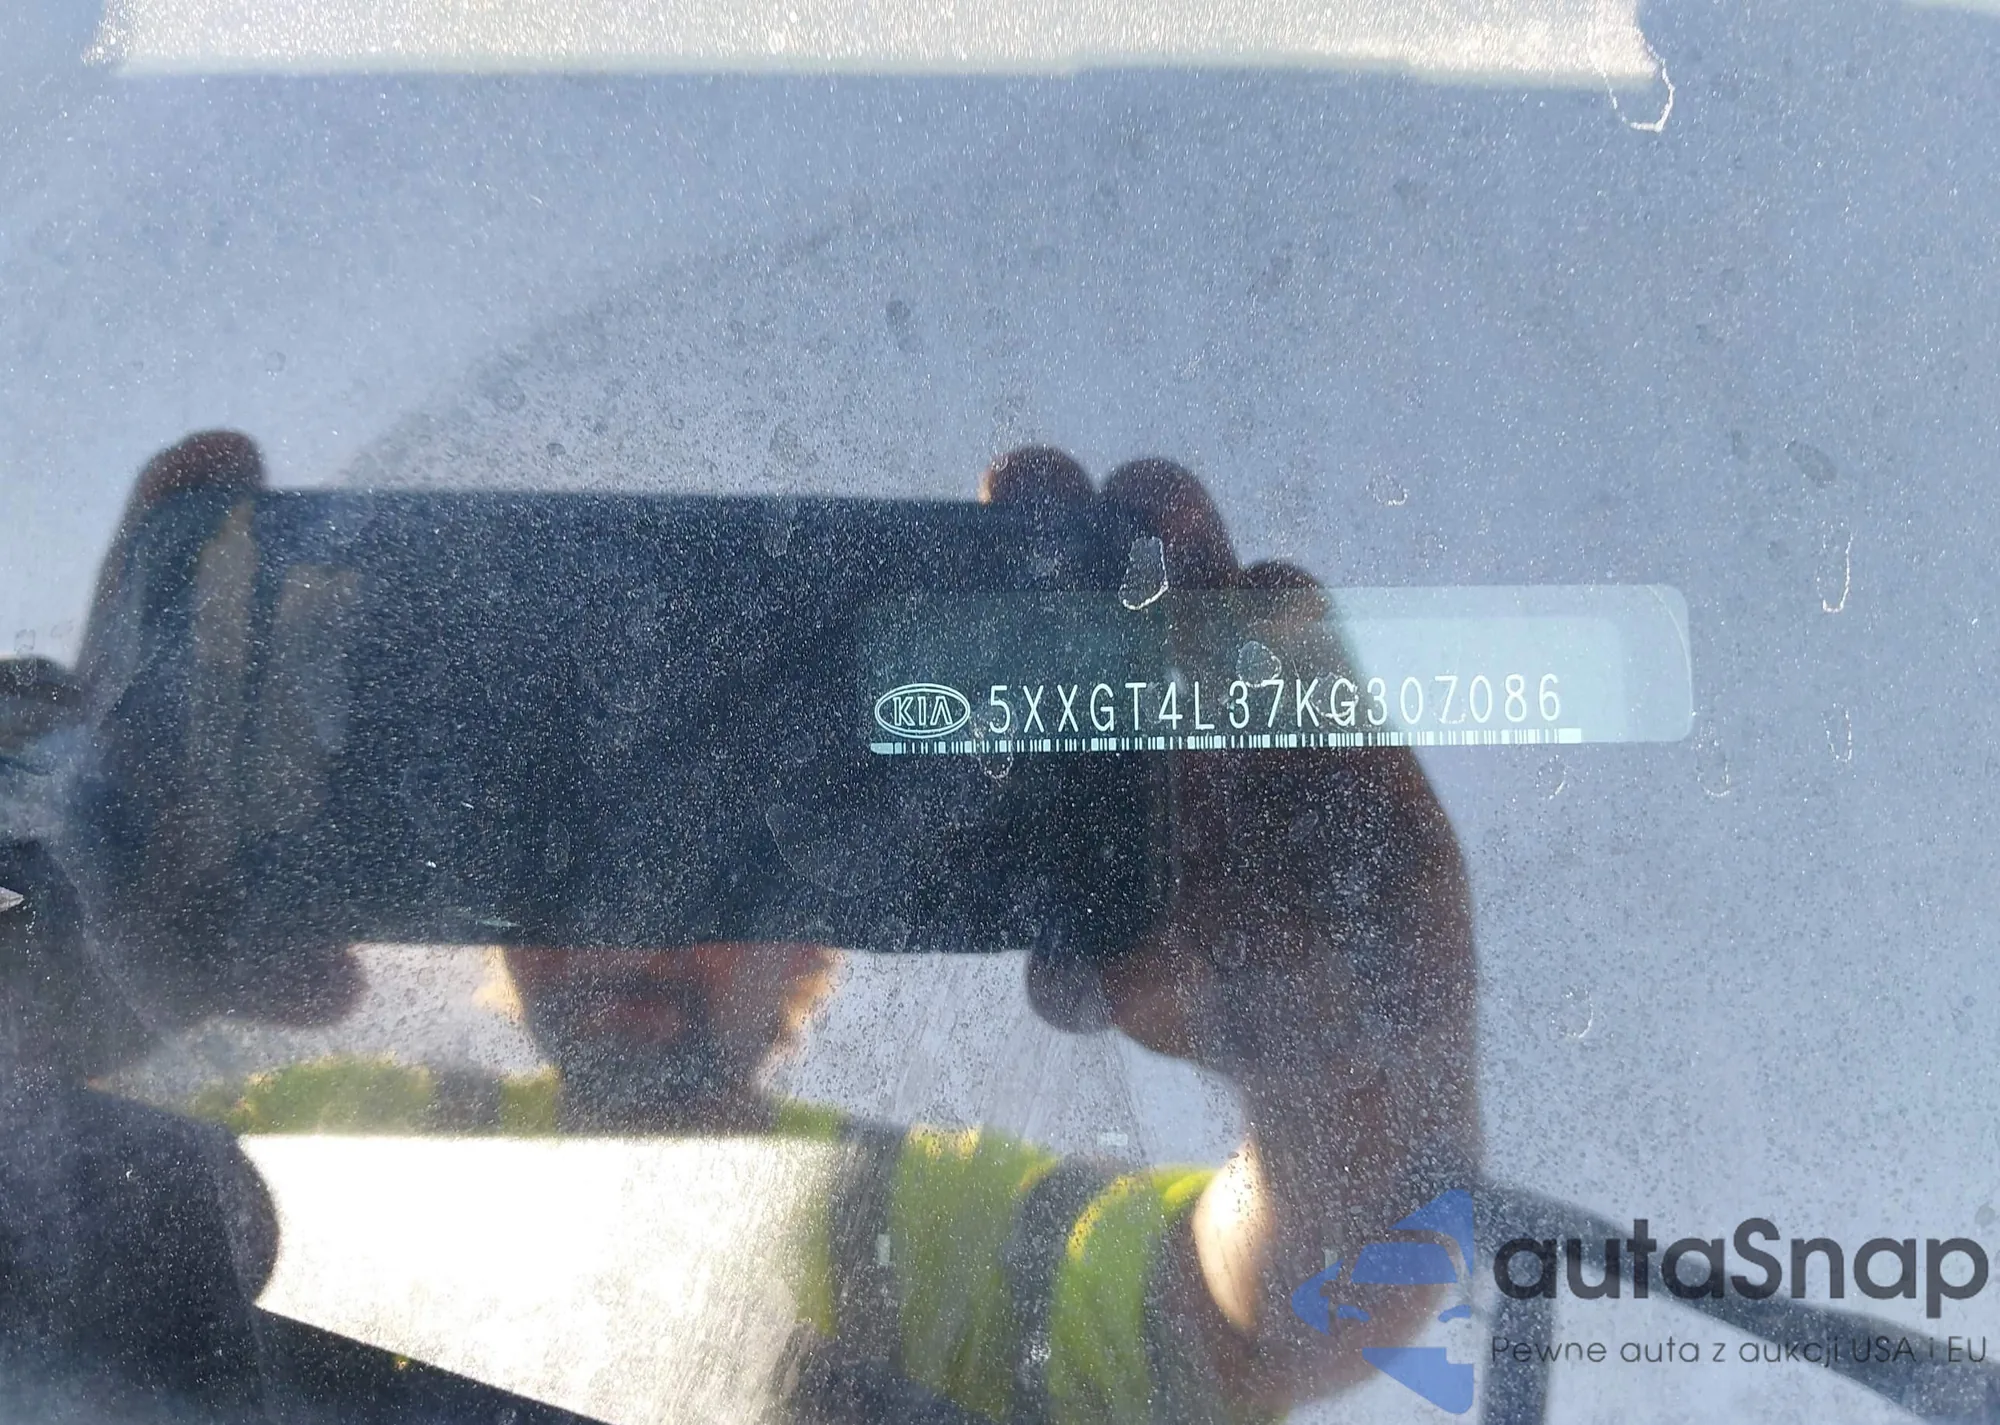 KIA 5XXGT4L37KG307086
autaSnap
Pewne auta z aukcji USA i EU